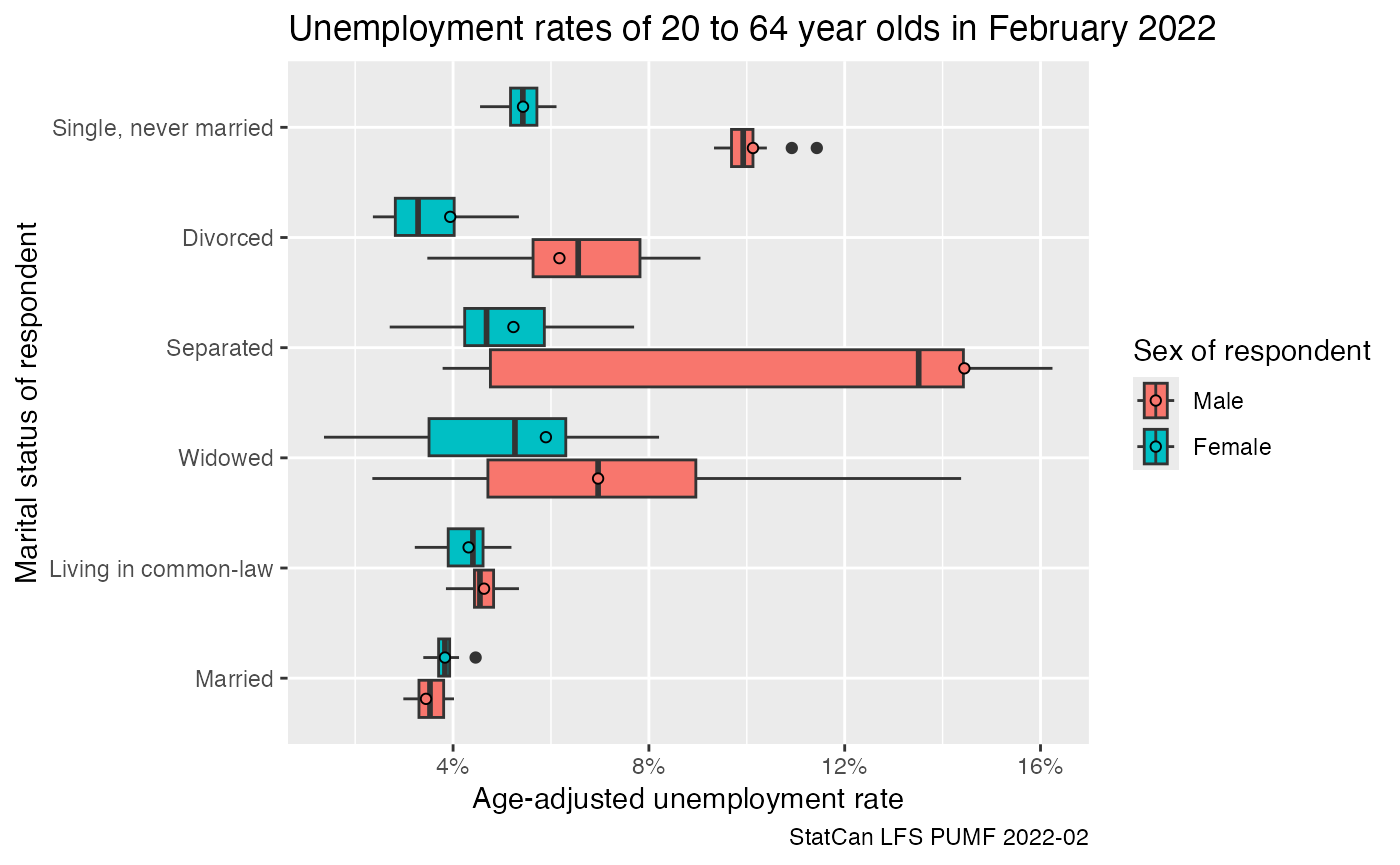 Unemployment rates of 20 to 64 year olds in February 2022
Marital status of respondent
Single, never married
Divorced
Separated
Widowed
Living in common-law
Married
4%
8%
12%
16%
Age-adjusted unemployment rate
StatCan LFS PUMF 2022-02
Sex of respondent
Male
Female